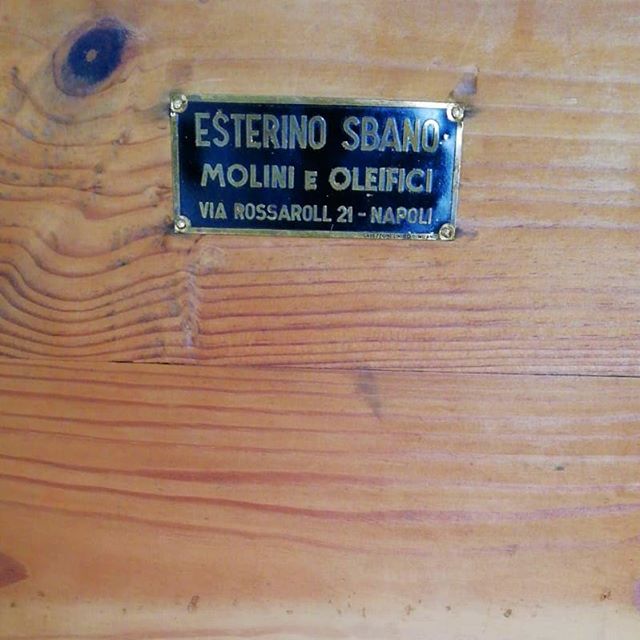 ESTERINO SBANO
MOLINI E OLEIFICI
VIA ROSSAROLL 21 - NAPOLI